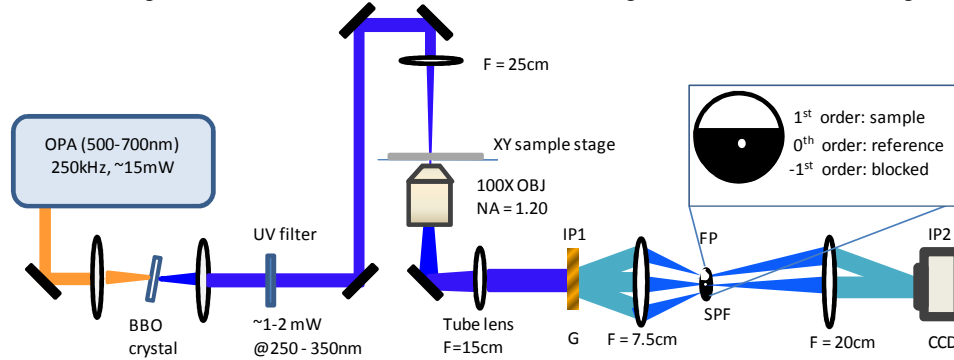 F = 25cm
OPA (500-700nm)
250kHz, ~15mW
XY sample stage
1st order: sample
0th order: reference
-1st order: blocked
100X OBJ
NA = 1.20
UV filter
IP1
FP
IP2
BBO
crystal
~1-2 mW
@250 - 350nm
Tube lens
F=15cm
G
F = 7.5cm
SPF
F = 20cm
CCD